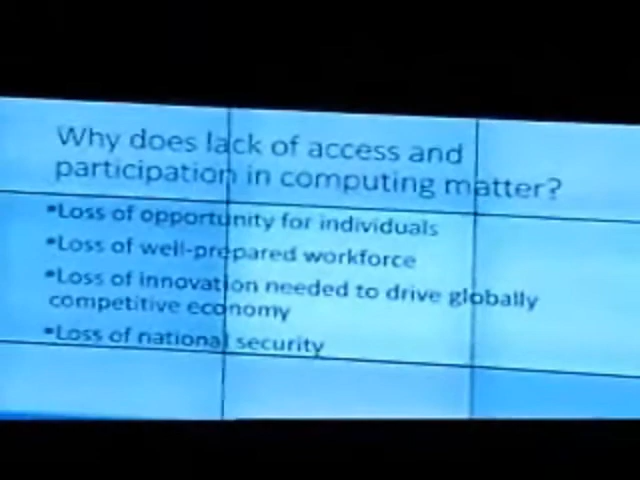 Why does lack of access and
participation in computing matter?
▪Loss of opportunity for individuals
▪Loss of well-prepared workforce
▪Loss of innovation needed to drive globally
competitive economy
▪Loss of national security